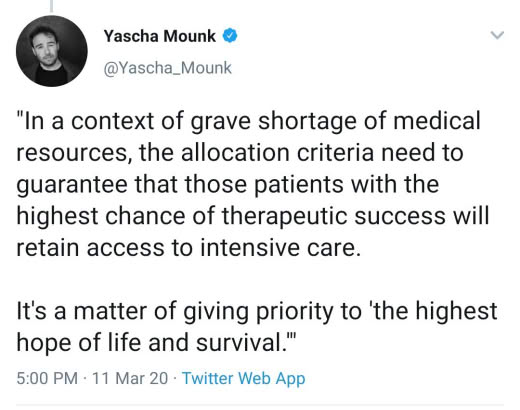 Yascha Mounk
@Yascha_Mounk
"In a context of grave shortage of medical
resources, the allocation criteria need to
guarantee that those patients with the
highest chance of therapeutic success will
retain access to intensive care.
It's a matter of giving priority to 'the highest
hope of life and survival.'"
5:00 PM · 11 Mar 20 · Twitter Web App